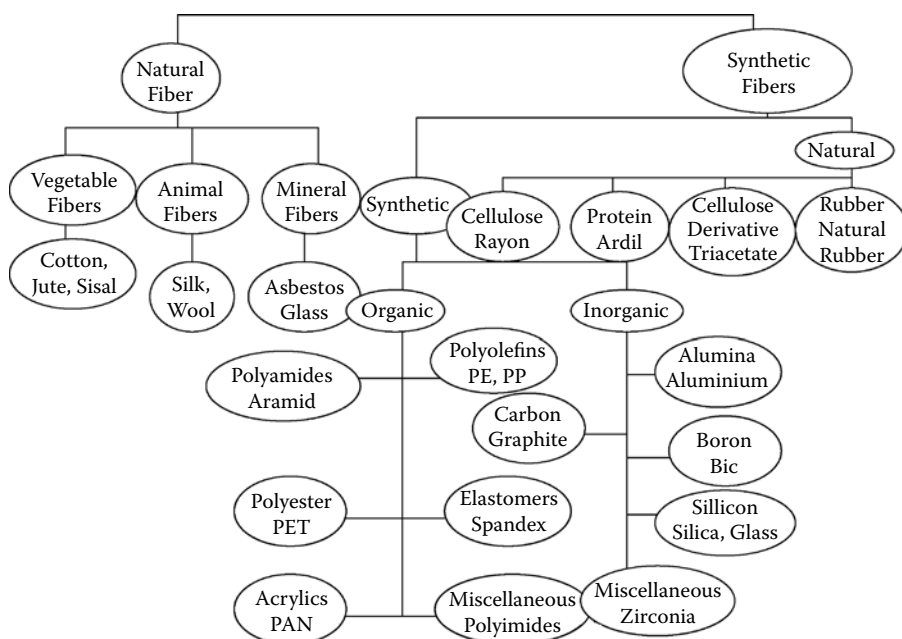 Natural
Fiber
Synthetic
Fibers
Natural
Vegetable
Fibers
Animal
Fibers
Mineral
Fibers
Synthetic
Cellulose
Rayon
Protein
Ardil
Cellulose
Derivative
Triacetate
Rubber
Natural
Rubber
Cotton,
Jute, Sisal
Silk,
Wool
Asbestos
Glass
Organic
Inorganic
Polyamides
Aramid
Polyolefins
PE, PP
Carbon
Graphite
Alumina
Aluminium
Boron
Bic
Polyester
PET
Elastomers
Spandex
Sillicon
Silica, Glass
Acrylics
PAN
Miscellaneous
Polyimides
Miscellaneous
Zirconia